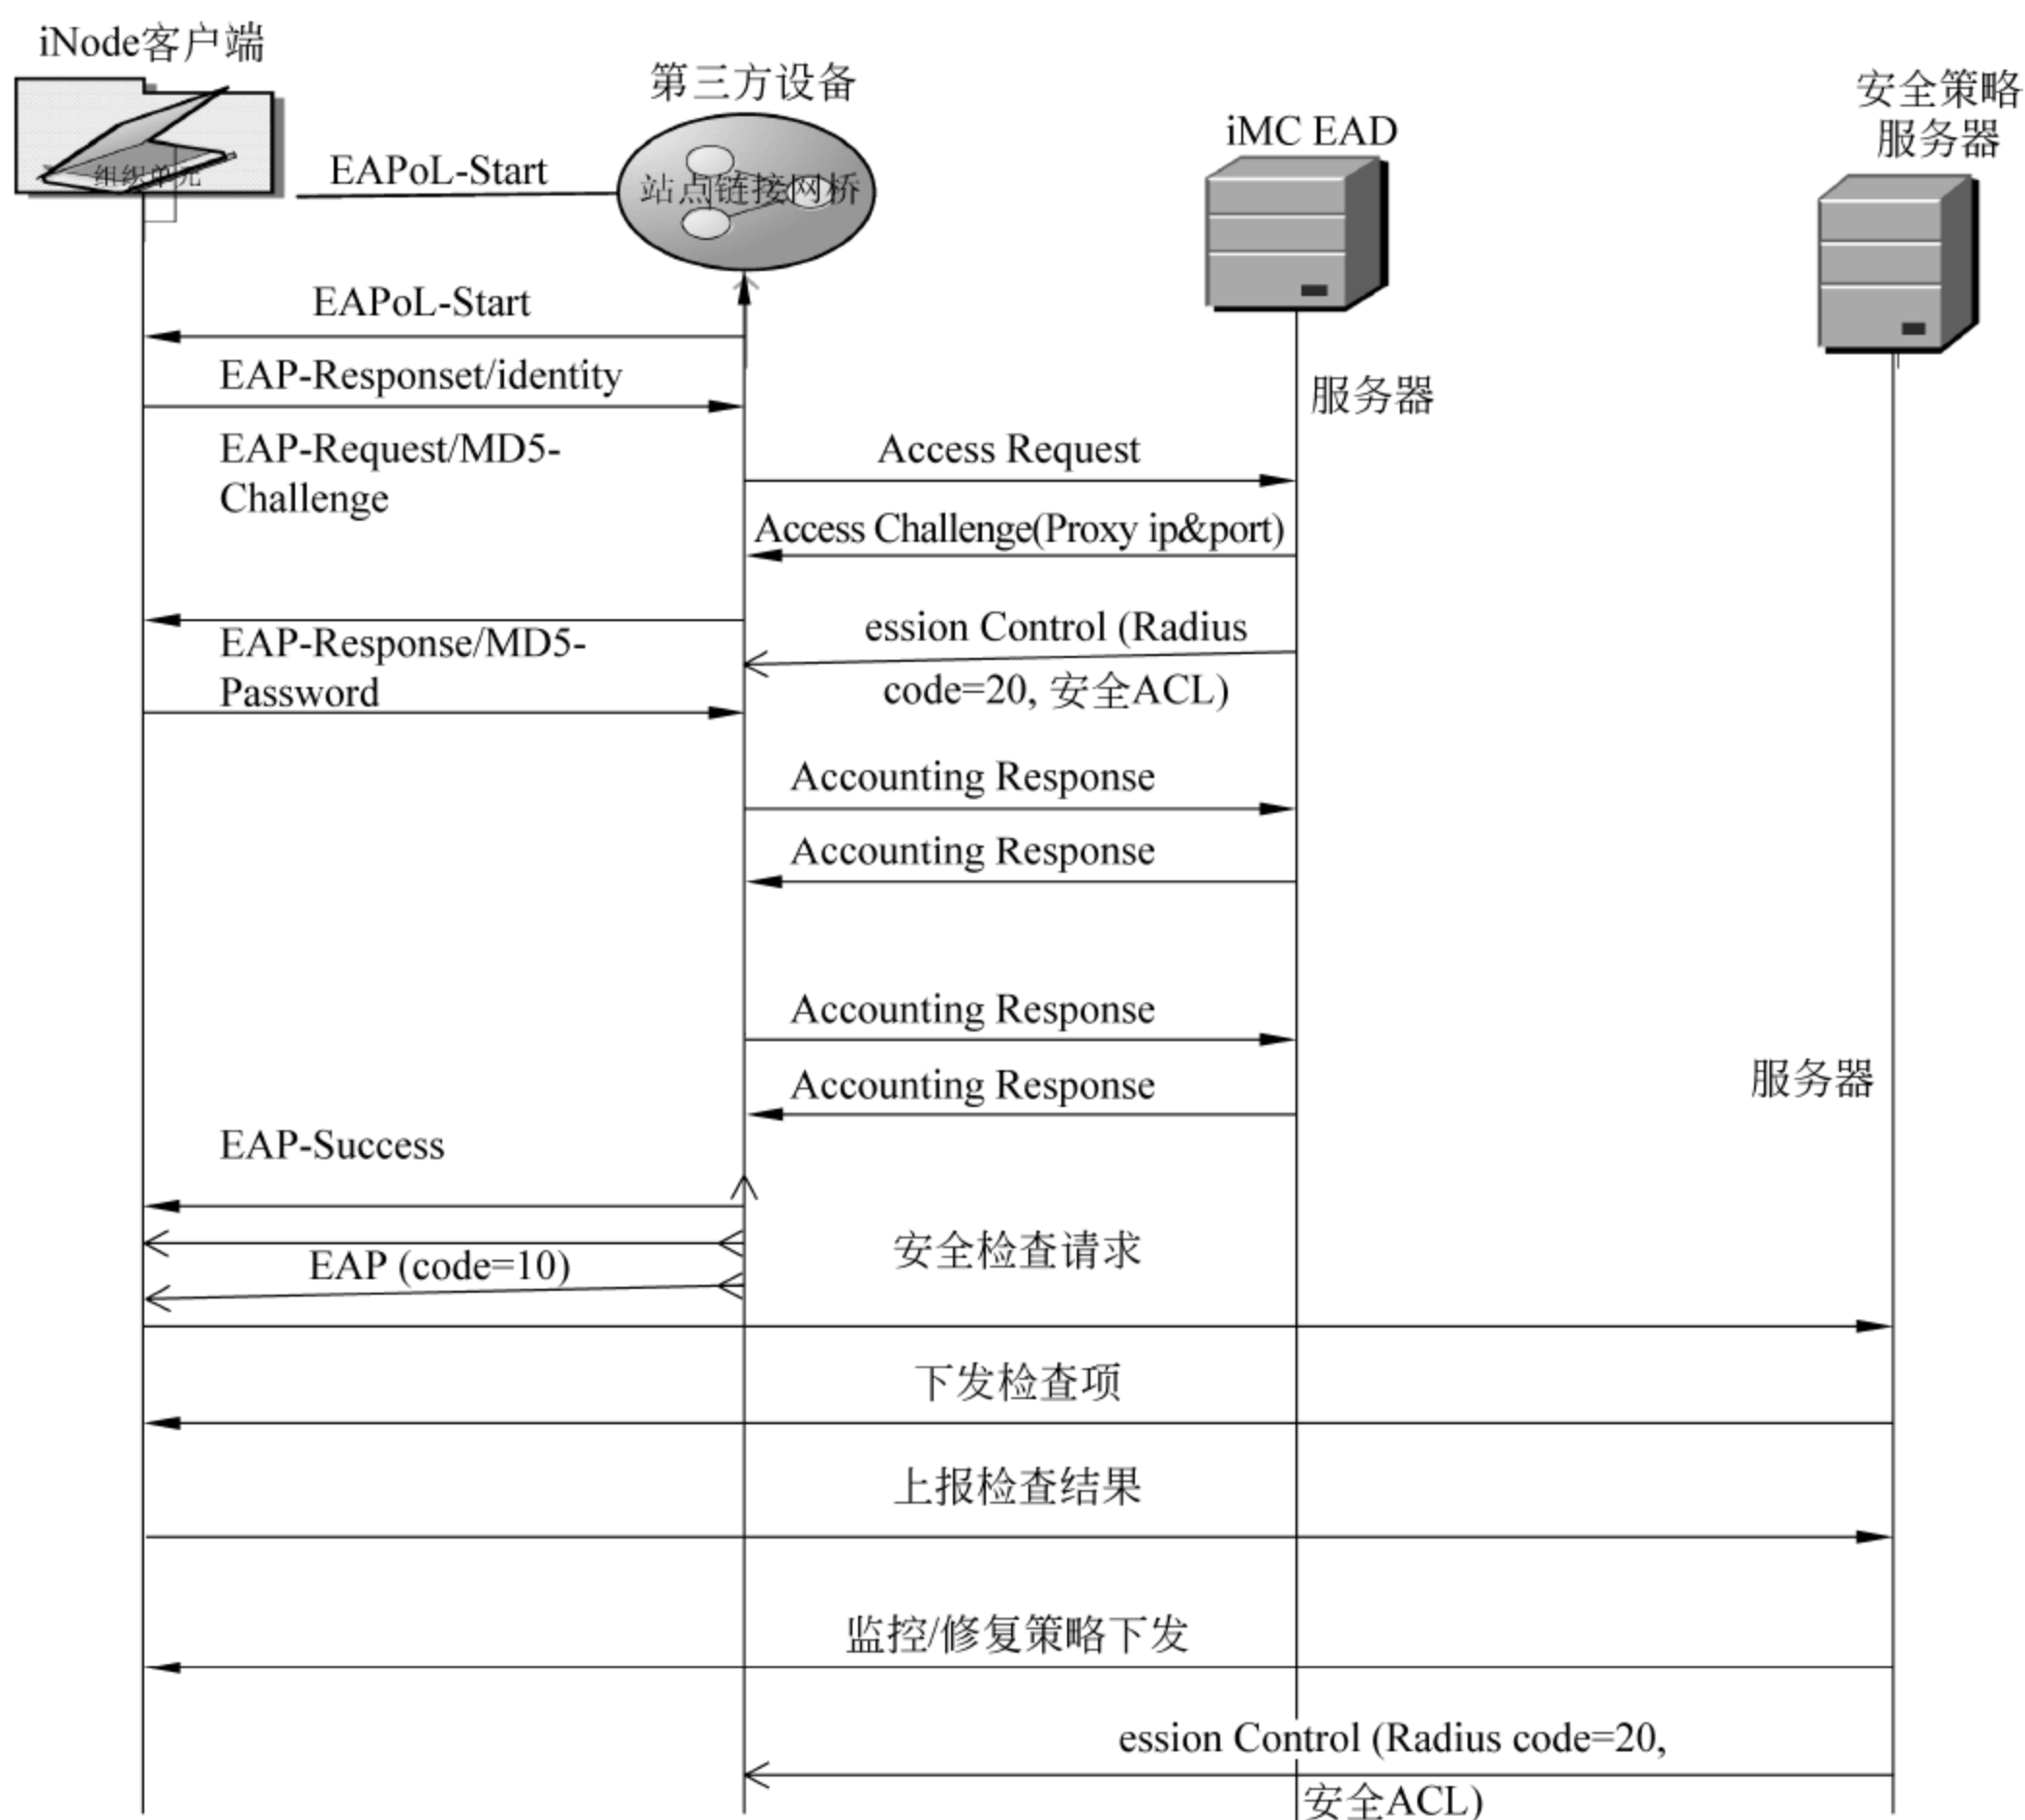 iNode客户端
第三方设备
iMC EAD
安全策略
服务器
组织单元
EAPoL-Start
站点链接网桥
EAPoL-Start
EAP-Responset/identity
服务器
EAP-Request/MD5-
Challenge
Access Request
Access Challenge(Proxy ip&port)
ession Control (Radius
code=20, 安全ACL)
EAP-Response/MD5-
Password
Accounting Response
Accounting Response
Accounting Response
服务器
Accounting Response
EAP-Success
安全检查请求
EAP (code=10)
下发检查项
上报检查结果
监控/修复策略下发
ession Control (Radius code=20,
安全ACL)